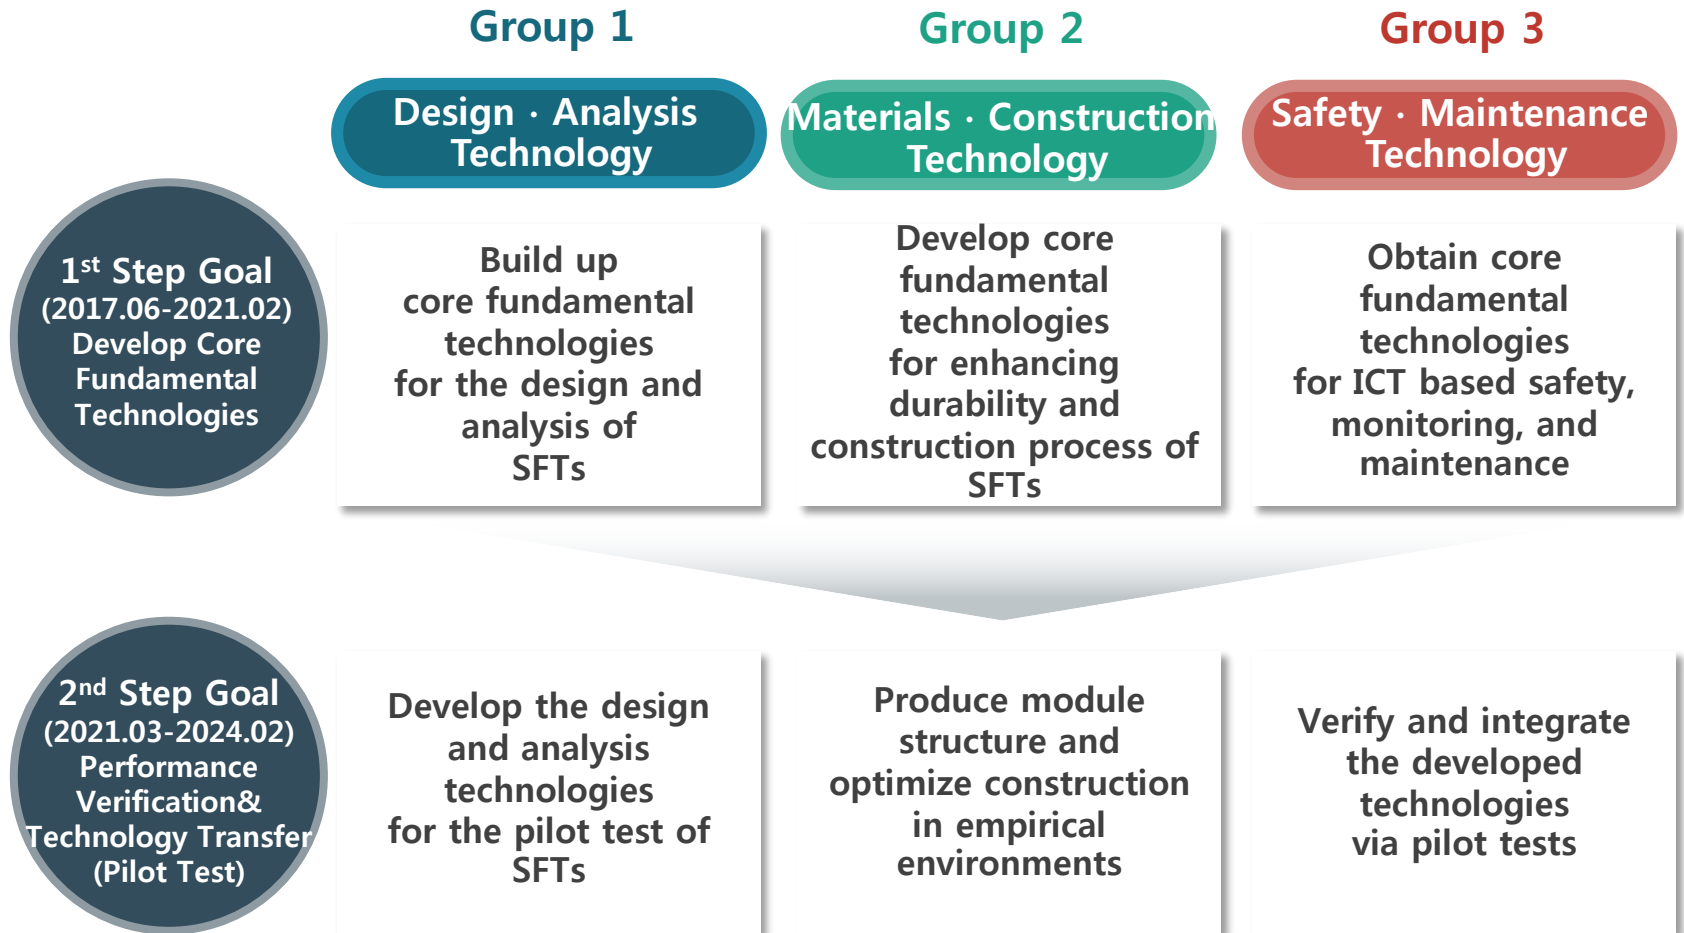 Group 1
Group 2
Group 3
Design · Analysis
Technology
Materials · Construction
Technology
Safety · Maintenance
Technology
1st Step Goal
(2017.06-2021.02)
Develop Core
Fundamental
Technologies
Build up
core fundamental
technologies
for the design and
analysis of
SFTs
Develop core
fundamental
technologies
for enhancing
durability and
construction process of
SFTs
Obtain core
fundamental
technologies
for ICT based safety,
monitoring, and
maintenance
2nd Step Goal
(2021.03-2024.02)
Performance
Verification&
Technology Transfer
(Pilot Test)
Develop the design
and analysis
technologies
for the pilot test of
SFTs
Produce module
structure and
optimize construction
in empirical
environments
Verify and integrate
the developed
technologies
via pilot tests